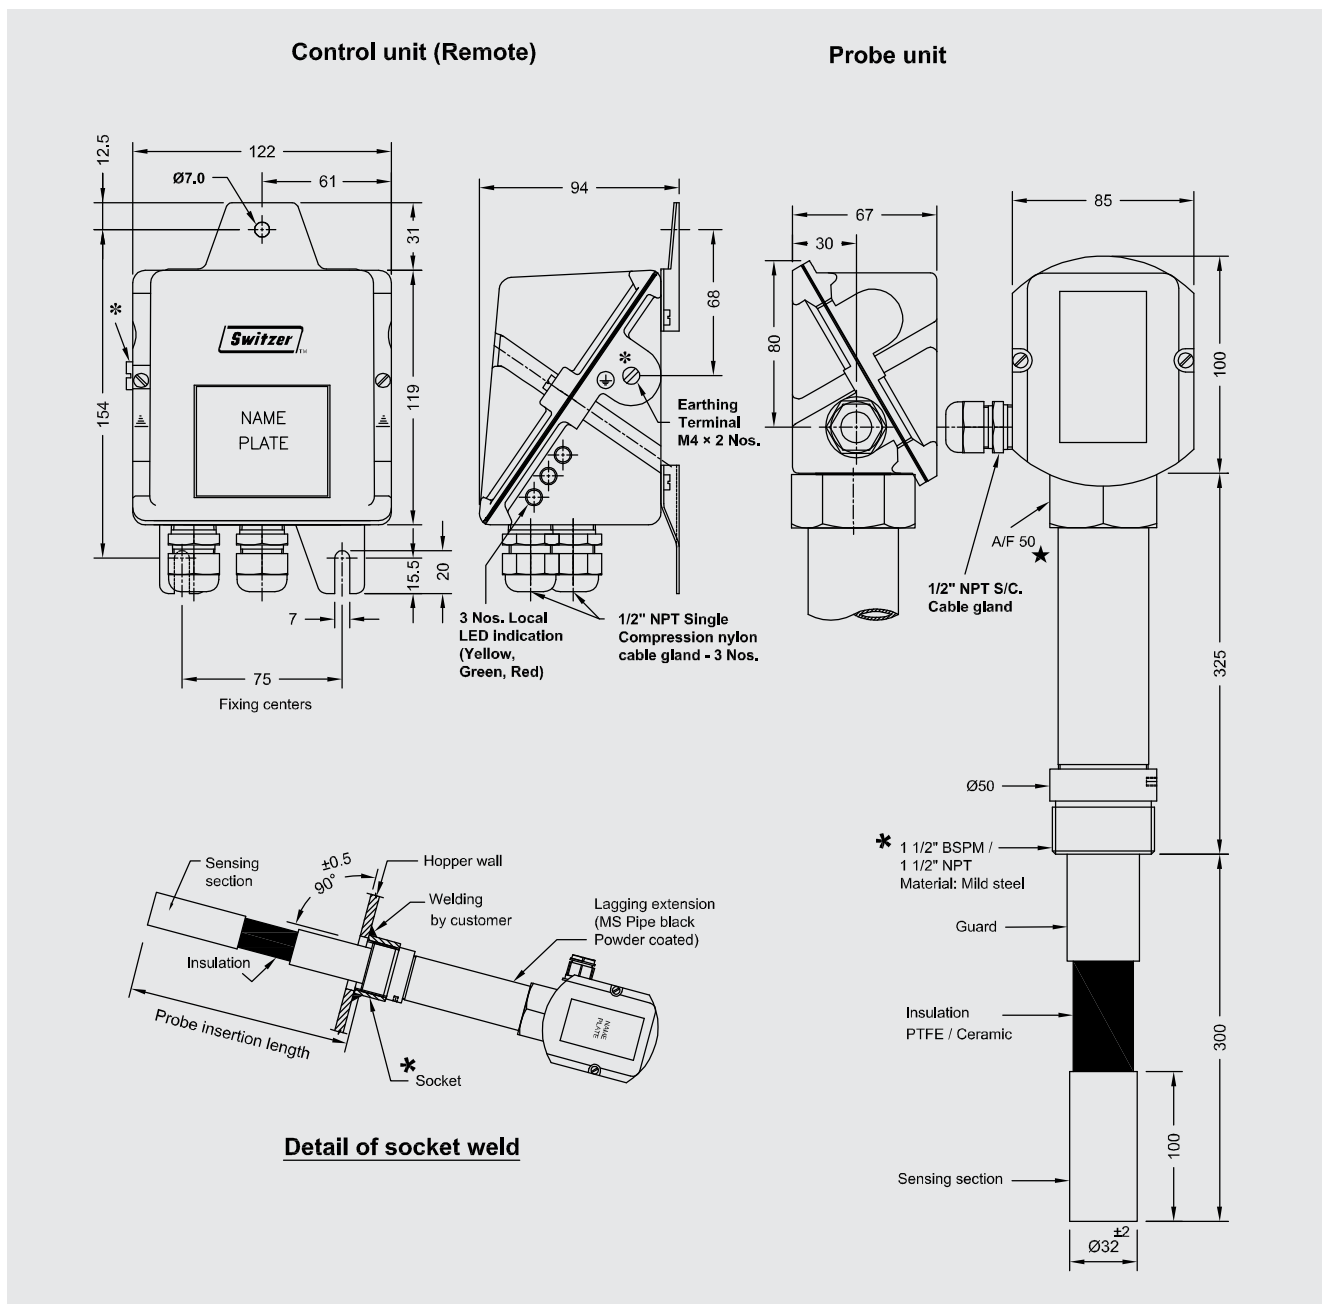 Control unit (Remote)
Probe unit
12.5
122
Ø7.0
61
31
*
Switzer
TM
154
119
NAME
PLATE
15.5
20
7
75
Fixing centers
94
68
*
Earthing
Terminal
M4 × 2 Nos.
3 Nos. Local
LED indication
(Yellow,
Green, Red)
1/2" NPT Single
Compression nylon
cable gland - 3 Nos.
67
30
80
85
100
A/F 50
★
1/2" NPT S/C.
Cable gland
325
Ø50
* 1 1/2" BSPM /
1 1/2" NPT
Material: Mild steel
Guard
Insulation
PTFE / Ceramic
300
100
Sensing section
±2
Ø32
Sensing
section
±0.5
90°
Hopper wall
Welding
by customer
Lagging extension
(MS Pipe black
Powder coated)
Insulation
Probe insertion length
NAME
PLATE
*
Socket
Detail of socket weld